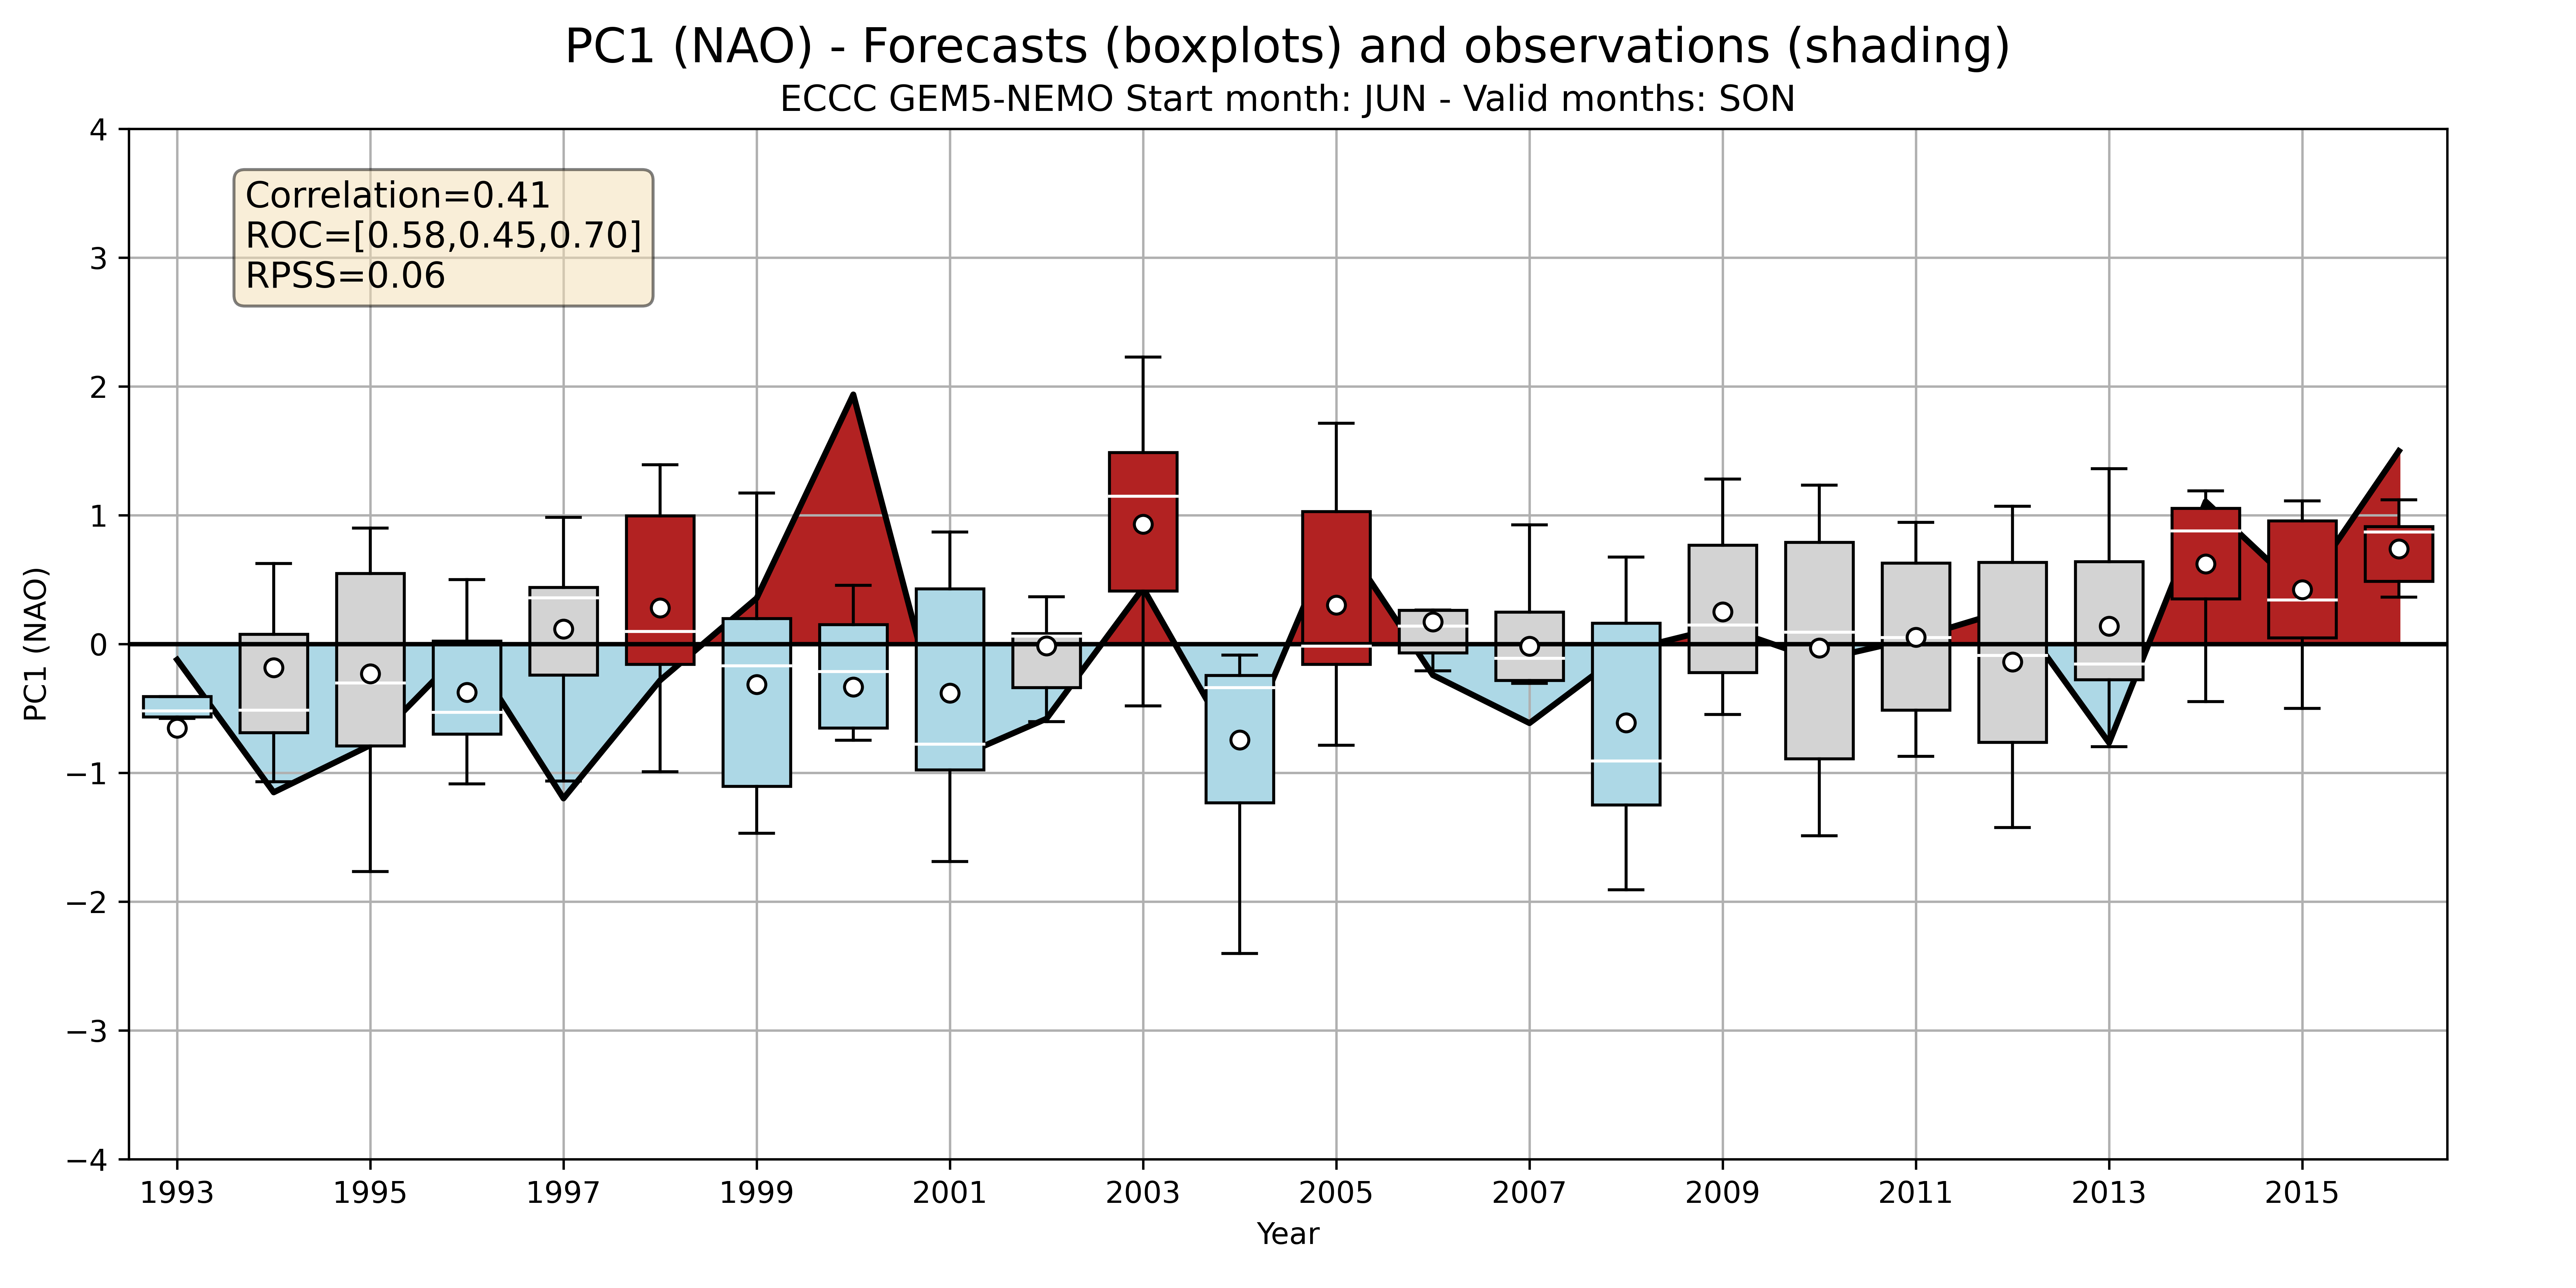 PC1 (NAO) - Forecasts (boxplots) and observations (shading)
ECCC GEM5-NEMO Start month: JUN - Valid months: SON
Correlation=0.41
ROC=[0.58,0.45,0.70]
RPSS=0.06
PC1 (NAO)
4
3
2
1
0
−1
−2
−3
−4
1993 1995 1997 1999 2001 2003 2005 2007 2009 2011 2013 2015
Year